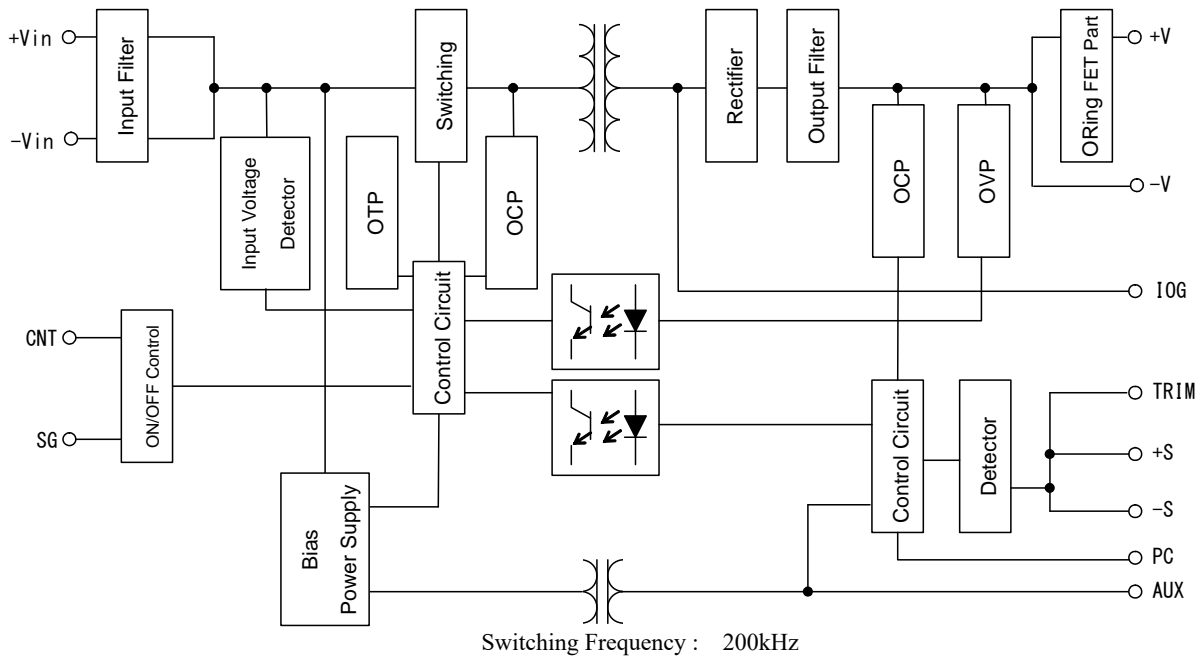 +Vin
-Vin
Input Filter
Input Voltage
Detector
Switching
OTP
OCP
Rectifier
Output Filter
OCP
OVP
ORing FET Part
+V
-V
IOG
CNT
SG
ON/OFF Control
Control Circuit
Control Circuit
Detector
TRIM
+S
-S
PC
AUX
Bias
Power Supply
Switching Frequency : 200kHz